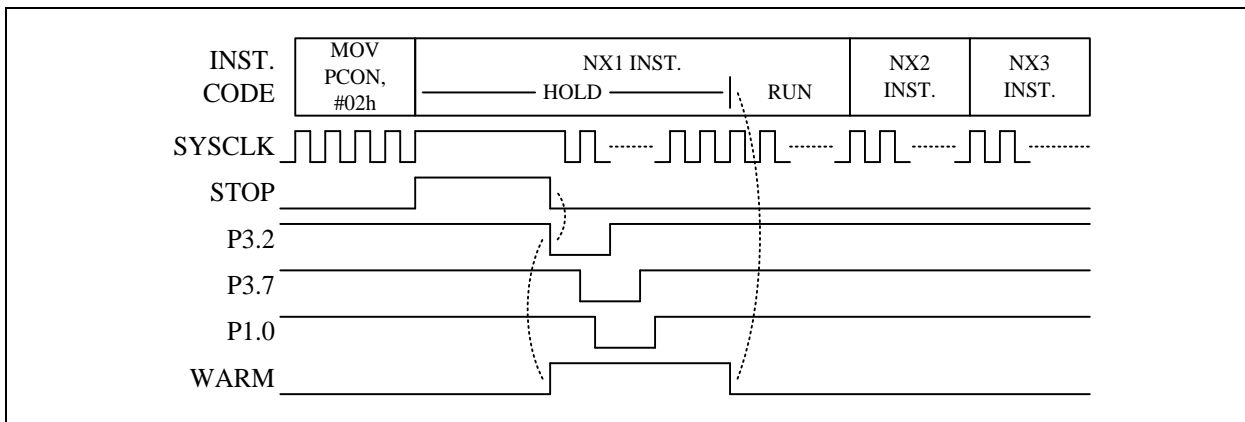 INST. CODE
MOV PCON, #02h
NX1 INST.
HOLD
RUN
NX2 INST.
NX3 INST.
SYSCLK
STOP
P3.2
P3.7
P1.0
WARM